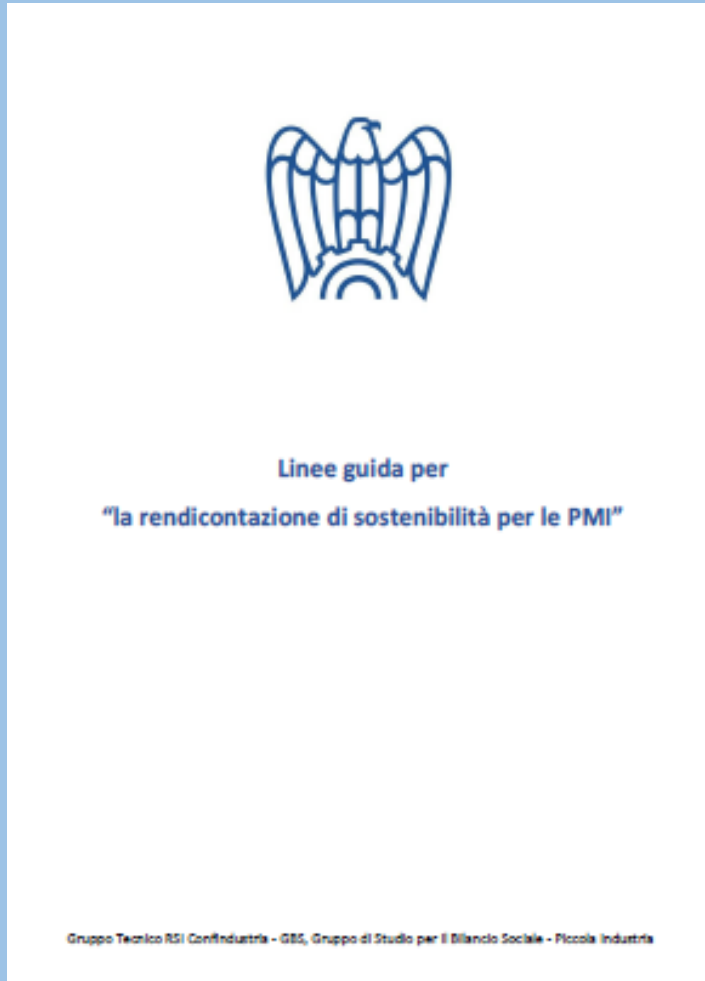 Linee guida per
“la rendicontazione di sostenibilità per le PMI”
Gruppo Tecnico RSI Confindustria - GBS, Gruppo di Studio per il Bilancio Sociale - Piccola Industria